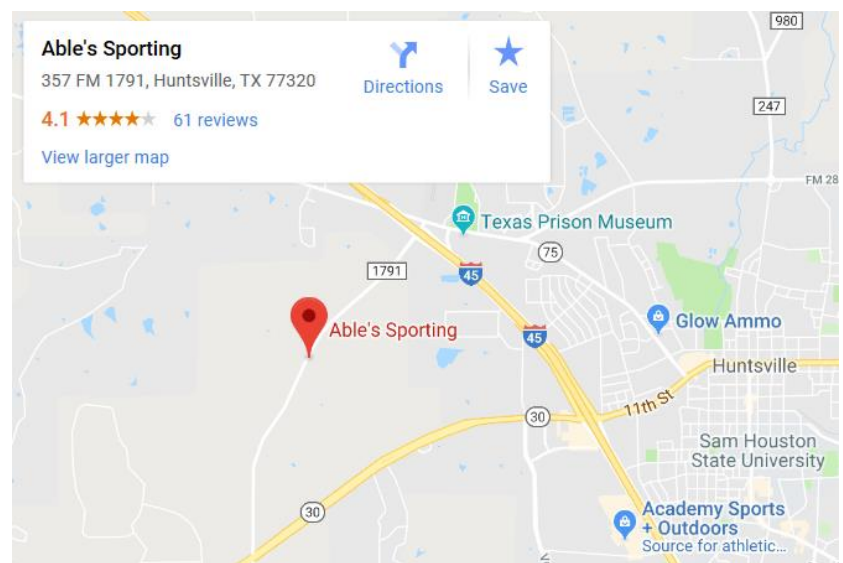 Able's Sporting
357 FM 1791, Huntsville, TX 77320
4.1
61 reviews
View larger map
Directions
Save
980
247
FM 28
Texas Prison Museum
75
1791
45
Able's Sporting
Glow Ammo
45
Huntsville
11th St
30
Sam Houston
State University
30
Academy Sports
+ Outdoors
Source for athletic...